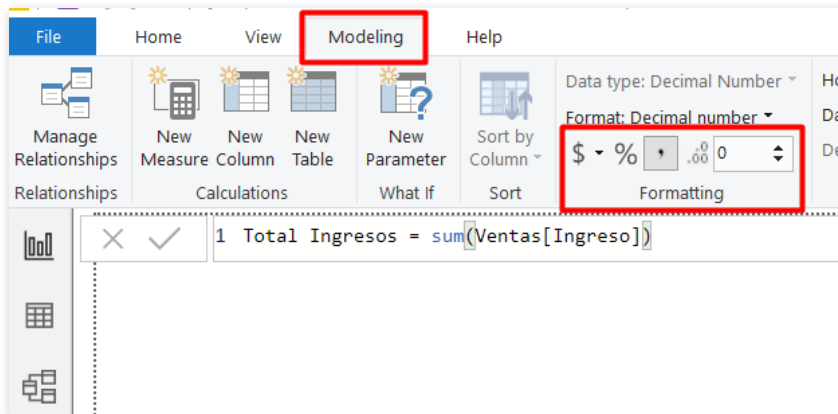 File Home View Modeling Help
Data type: Decimal Number
Format: Decimal number
Manage Relationships
New Measure
New Column
New Table
New Parameter
Sort by Column
$ % , .00 0
Relationships Calculations What If Sort Formatting
1 Total Ingresos = sum(Ventas[Ingreso])